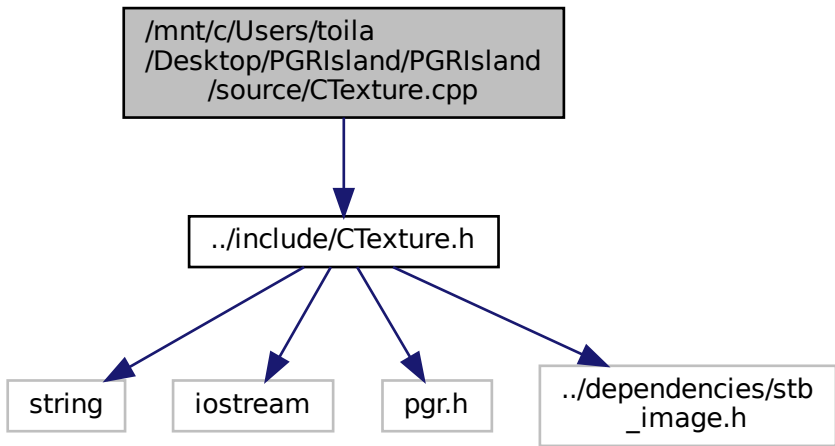 /mnt/c/Users/toila
/Desktop/PGRIsland/PGRIsland
/source/CTexture.cpp
../include/CTexture.h
string
iostream
pgr.h
../dependencies/stb
_image.h